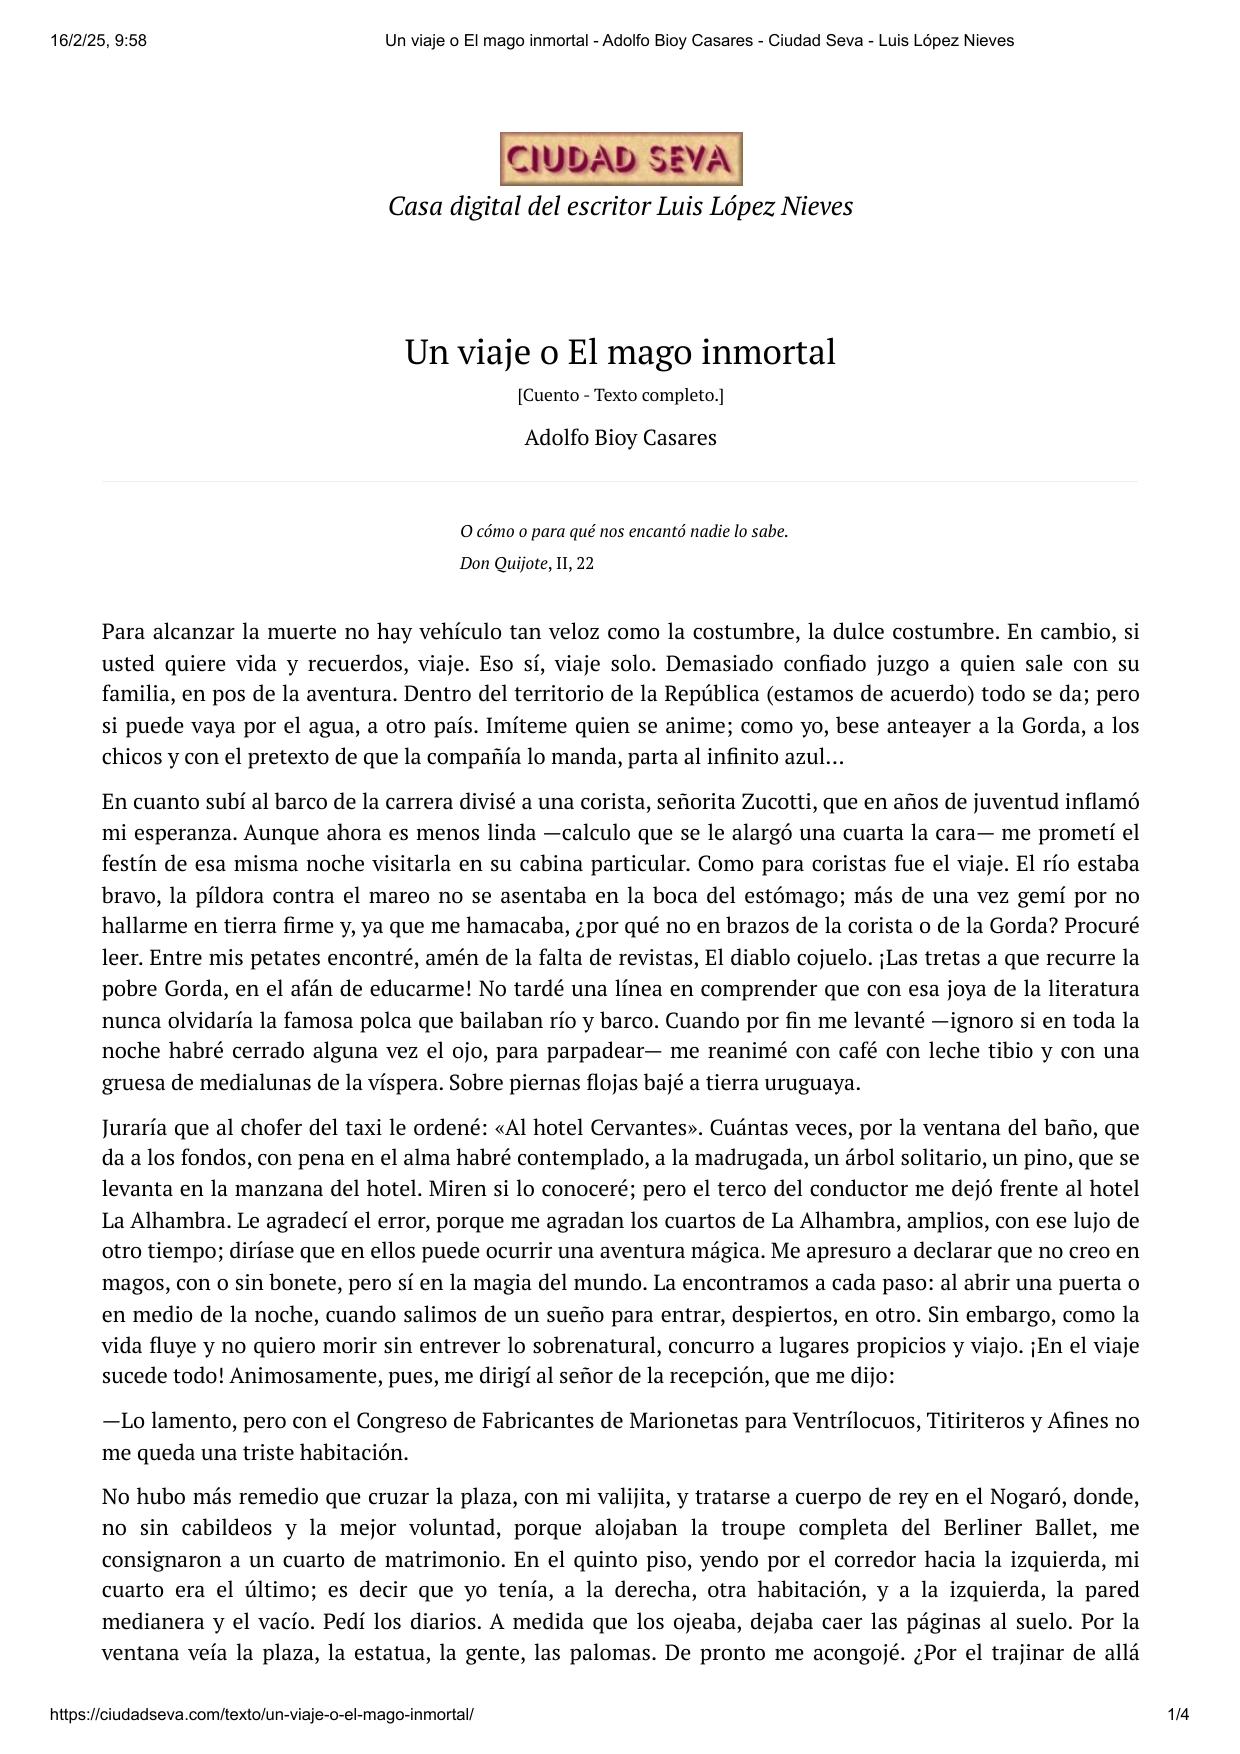 16/2/25, 9:58
Un viaje o El mago inmortal - Adolfo Bioy Casares - Ciudad Seva - Luis López Nieves
CIUDAD SEVA
Casa digital del escritor Luis López Nieves
Un viaje o El mago inmortal
[Cuento - Texto completo.]
Adolfo Bioy Casares
O cómo o para qué nos encantó nadie lo sabe.
Don Quijote, II, 22
Para alcanzar la muerte no hay vehículo tan veloz como la costumbre, la dulce costumbre. En cambio, si
usted quiere vida y recuerdos, viaje. Eso sí, viaje solo. Demasiado confiado juzgo a quien sale con su
familia, en pos de la aventura. Dentro del territorio de la República (estamos de acuerdo) todo se da; pero
si puede vaya por el agua, a otro país. Imíteme quien se anime; como yo, bese anteayer a la Gorda, a los
chicos y con el pretexto de que la compañía lo manda, parta al infinito azul...
En cuanto subí al barco de la carrera divisé a una corista, señorita Zucotti, que en años de juventud inflamó
mi esperanza. Aunque ahora es menos linda —calculo que se le alargó una cuarta la cara— me prometí el
festín de esa misma noche visitarla en su cabina particular. Como para coristas fue el viaje. El río estaba
bravo, la píldora contra el mareo no se asentaba en la boca del estómago; más de una vez gemí por no
hallarme en tierra firme y, ya que me hamacaba, ¿por qué no en brazos de la corista o de la Gorda? Procuré
leer. Entre mis petates encontré, amén de la falta de revistas, El diablo cojuelo. ¡Las tretas a que recurre la
pobre Gorda, en el afán de educarme! No tardé una línea en comprender que con esa joya de la literatura
nunca olvidaría la famosa polca que bailaban río y barco. Cuando por fin me levanté —ignoro si en toda la
noche habré cerrado alguna vez el ojo, para parpadear— me reanimé con café con leche tibio y con una
gruesa de medialunas de la víspera. Sobre piernas flojas bajé a tierra uruguaya.
Juraría que al chofer del taxi le ordené: «Al hotel Cervantes». Cuántas veces, por la ventana del baño, que
da a los fondos, con pena en el alma habré contemplado, a la madrugada, un árbol solitario, un pino, que se
levanta en la manzana del hotel. Miren si lo conoceré; pero el terco del conductor me dejó frente al hotel
La Alhambra. Le agradecí el error, porque me agradan los cuartos de La Alhambra, amplios, con ese lujo de
otro tiempo; diríase que en ellos puede ocurrir una aventura mágica. Me apresuro a declarar que no creo en
magos, con o sin bonete, pero sí en la magia del mundo. La encontramos a cada paso: al abrir una puerta o
en medio de la noche, cuando salimos de un sueño para entrar, despiertos, en otro. Sin embargo, como la
vida fluye y no quiero morir sin entrever lo sobrenatural, concurro a lugares propicios y viajo. ¡En el viaje
sucede todo! Animosamente, pues, me dirigí al señor de la recepción, que me dijo:
—Lo lamento, pero con el Congreso de Fabricantes de Marionetas para Ventrílocuos, Titiriteros y Afines no
me queda una triste habitación.
No hubo más remedio que cruzar la plaza, con mi valijita, y tratarse a cuerpo de rey en el Nogaró, donde,
no sin cabildeos y la mejor voluntad, porque alojaban la troupe completa del Berliner Ballet, me
consignaron a un cuarto de matrimonio. En el quinto piso, yendo por el corredor hacia la izquierda, mi
cuarto era el último; es decir que yo tenía, a la derecha, otra habitación, y a la izquierda, la pared
medianera y el vacío. Pedí los diarios. A medida que los ojeaba, dejaba caer las páginas al suelo. Por la
ventana veía la plaza, la estatua, la gente, las palomas. De pronto me acongojé. ¿Por el trajinar de allá
https://ciudadseva.com/texto/un-viaje-o-el-mago-inmortal/
1/4